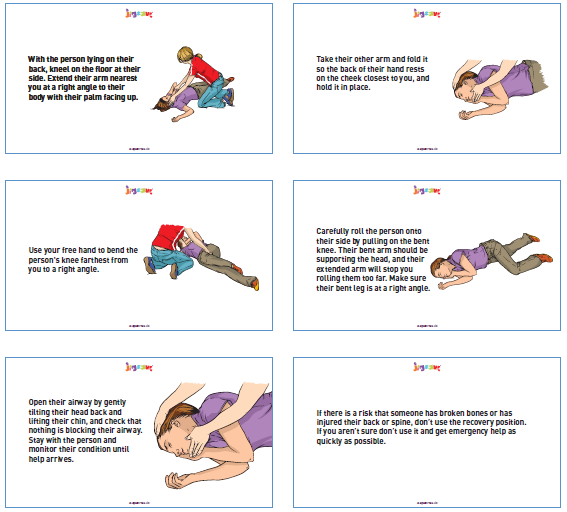 With the person lying on their
back, kneel on the floor at their
side. Extend their arm nearest
you at a right angle to their
body with their palm facing up.
Take their other arm and fold it
so the back of their hand rests
on the cheek closest to you, and
hold it in place.
Use your free hand to bend the
person's knee farthest from
you to a right angle.
Carefully roll the person onto
their side by pulling on the bent
knee. Their bent arm should be
supporting the head, and their
extended arm will stop you
rolling them too far. Make sure
their bent leg is at a right angle.
Open their airway by gently
tilting their head back and
lifting their chin, and check that
nothing is blocking their airway.
Stay with the person and
monitor their condition until
help arrives.
If there is a risk that someone has broken bones or has
injured their back or spine, don't use the recovery position.
If you aren't sure don't use it and get emergency help as
quickly as possible.